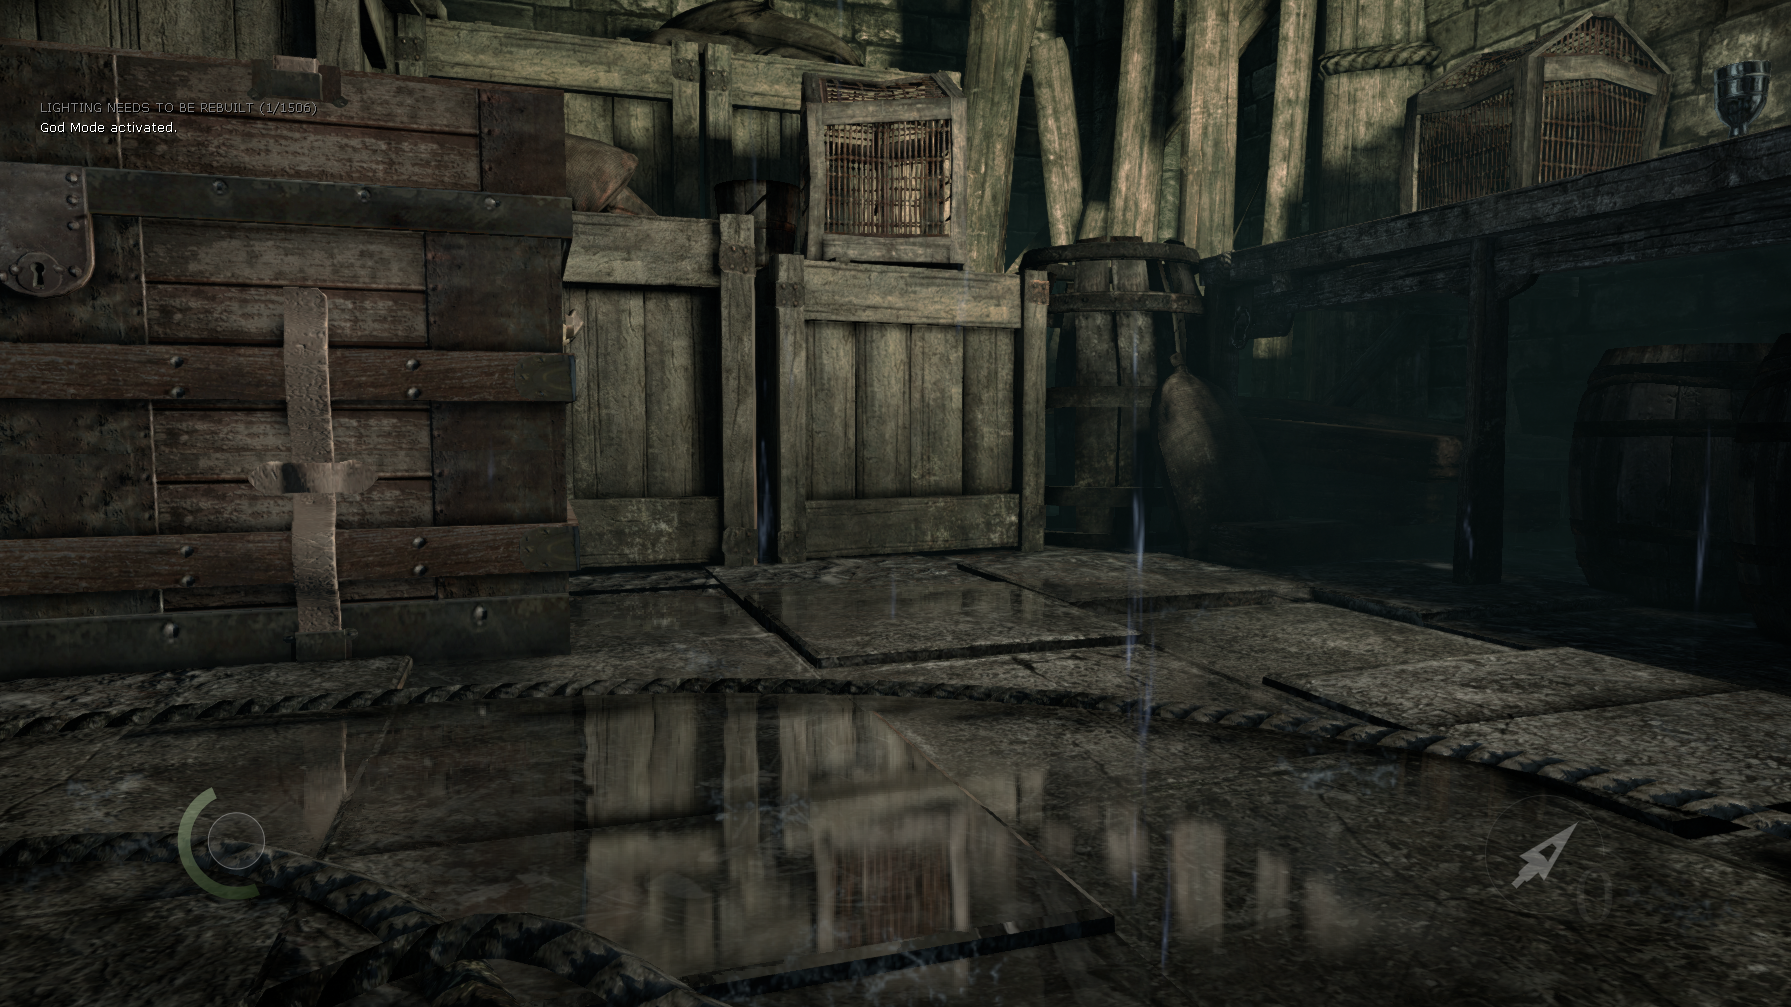 LIGHTING NEEDS TO BE REBUILT (1/1506)
God Mode activated.